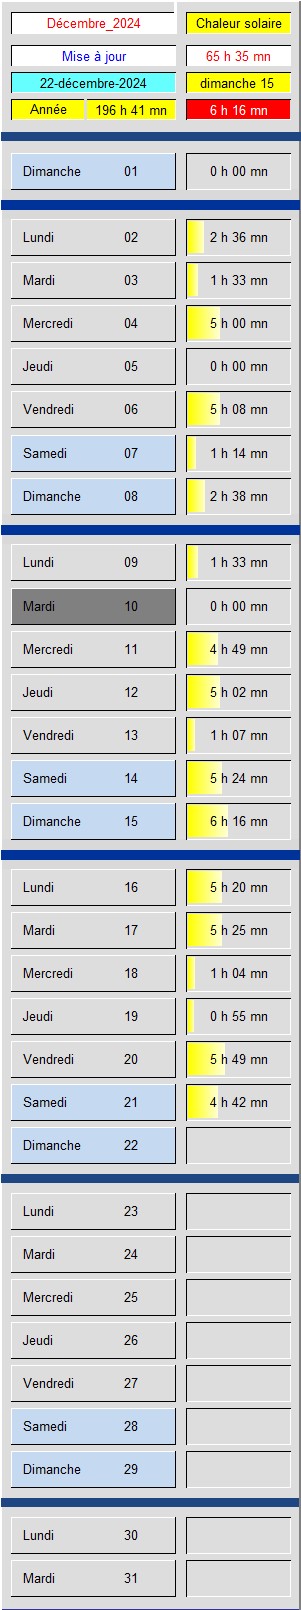 Décembre_2024 Chaleur solaire
Mise à jour 65 h 35 mn
22-décembre-2024 dimanche 15
Année 196 h 41 mn 6 h 16 mn
Dimanche 01 0 h 00 mn
Lundi 02 2 h 36 mn
Mardi 03 1 h 33 mn
Mercredi 04 5 h 00 mn
Jeudi 05 0 h 00 mn
Vendredi 06 5 h 08 mn
Samedi 07 1 h 14 mn
Dimanche 08 2 h 38 mn
Lundi 09 1 h 33 mn
Mardi 10 0 h 00 mn
Mercredi 11 4 h 49 mn
Jeudi 12 5 h 02 mn
Vendredi 13 1 h 07 mn
Samedi 14 5 h 24 mn
Dimanche 15 6 h 16 mn
Lundi 16 5 h 20 mn
Mardi 17 5 h 25 mn
Mercredi 18 1 h 04 mn
Jeudi 19 0 h 55 mn
Vendredi 20 5 h 49 mn
Samedi 21 4 h 42 mn
Dimanche 22
Lundi 23
Mardi 24
Mercredi 25
Jeudi 26
Vendredi 27
Samedi 28
Dimanche 29
Lundi 30
Mardi 31